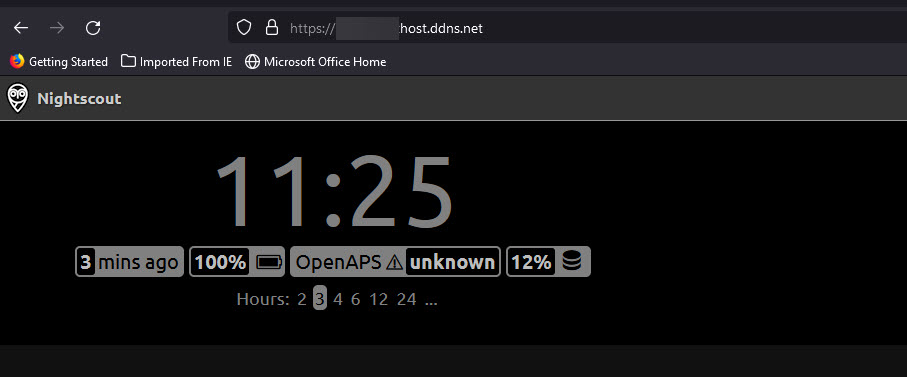 https:// host.ddns.net
Getting Started Imported From IE Microsoft Office Home
Nightscout
11:25
3 mins ago 100% OpenAPS ⚠ unknown 12%
Hours: 2 3 4 6 12 24 ...